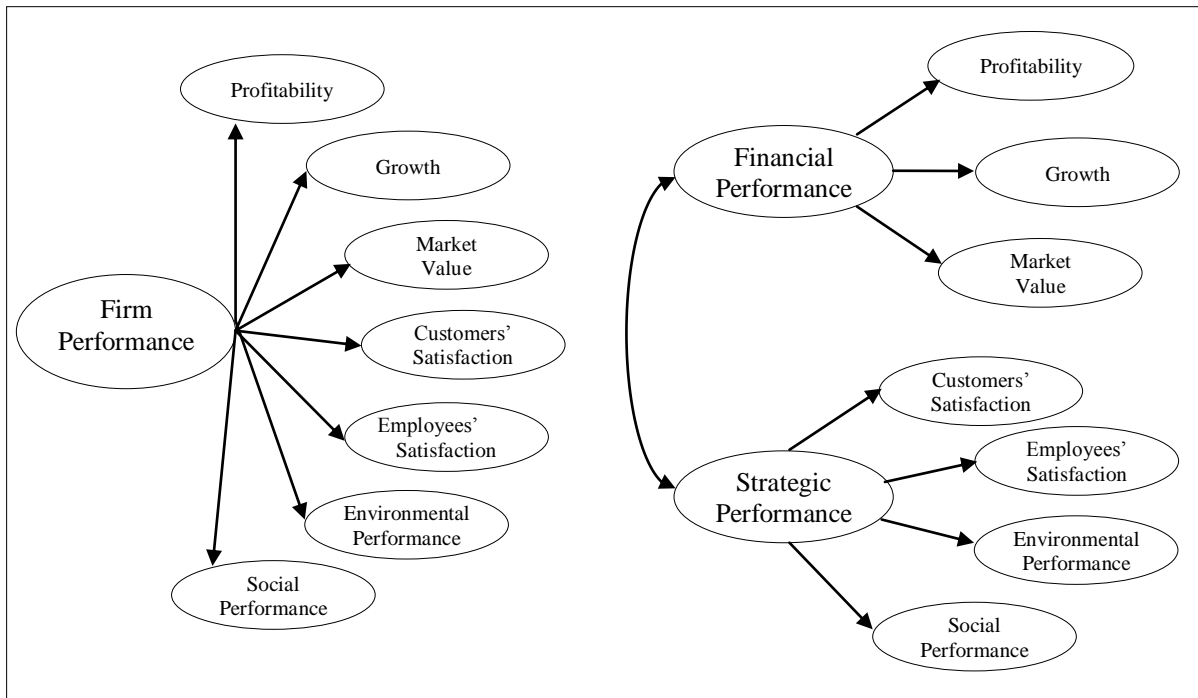 Profitability
Growth
Market
Value
Firm
Performance
Customers’
Satisfaction
Employees’
Satisfaction
Environmental
Performance
Social
Performance
Profitability
Financial
Performance
Growth
Market
Value
Customers’
Satisfaction
Strategic
Performance
Employees’
Satisfaction
Environmental
Performance
Social
Performance